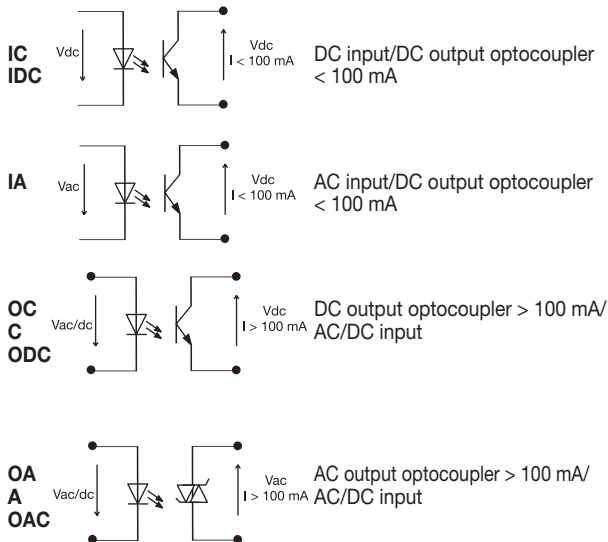 IC
IDC
Vdc
Vdc
I < 100 mA
DC input/DC output optocoupler
< 100 mA
IA
Vac
Vdc
I < 100 mA
AC input/DC output optocoupler
< 100 mA
OC
C
ODC
Vac/dc
Vdc
I > 100 mA
DC output optocoupler > 100 mA/
AC/DC input
OA
A
OAC
Vac/dc
Vac
I > 100 mA
AC output optocoupler > 100 mA/
AC/DC input